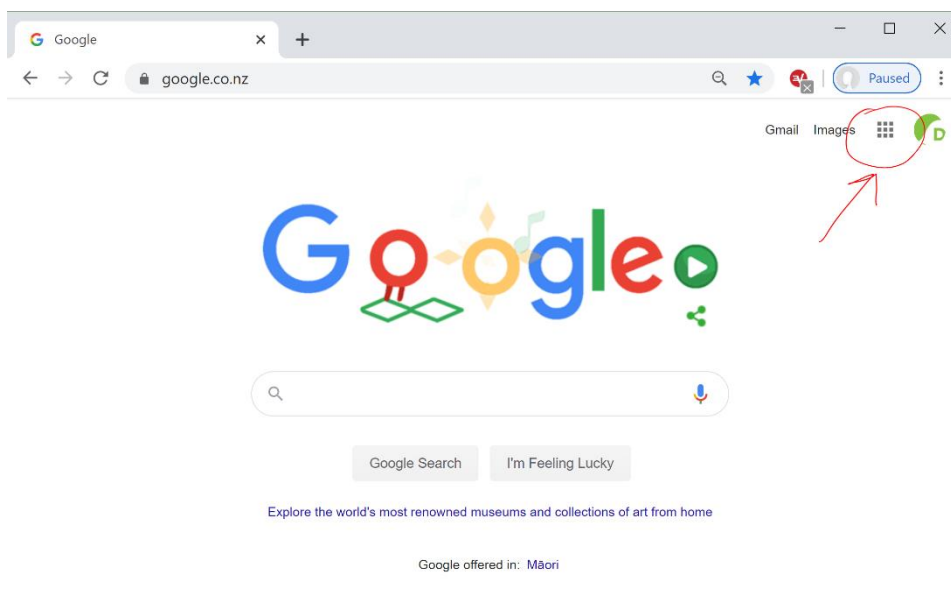 Google
google.co.nz
Paused
Gmail Images
D
Google
Google Search I'm Feeling Lucky
Explore the world's most renowned museums and collections of art from home
Google offered in: Māori